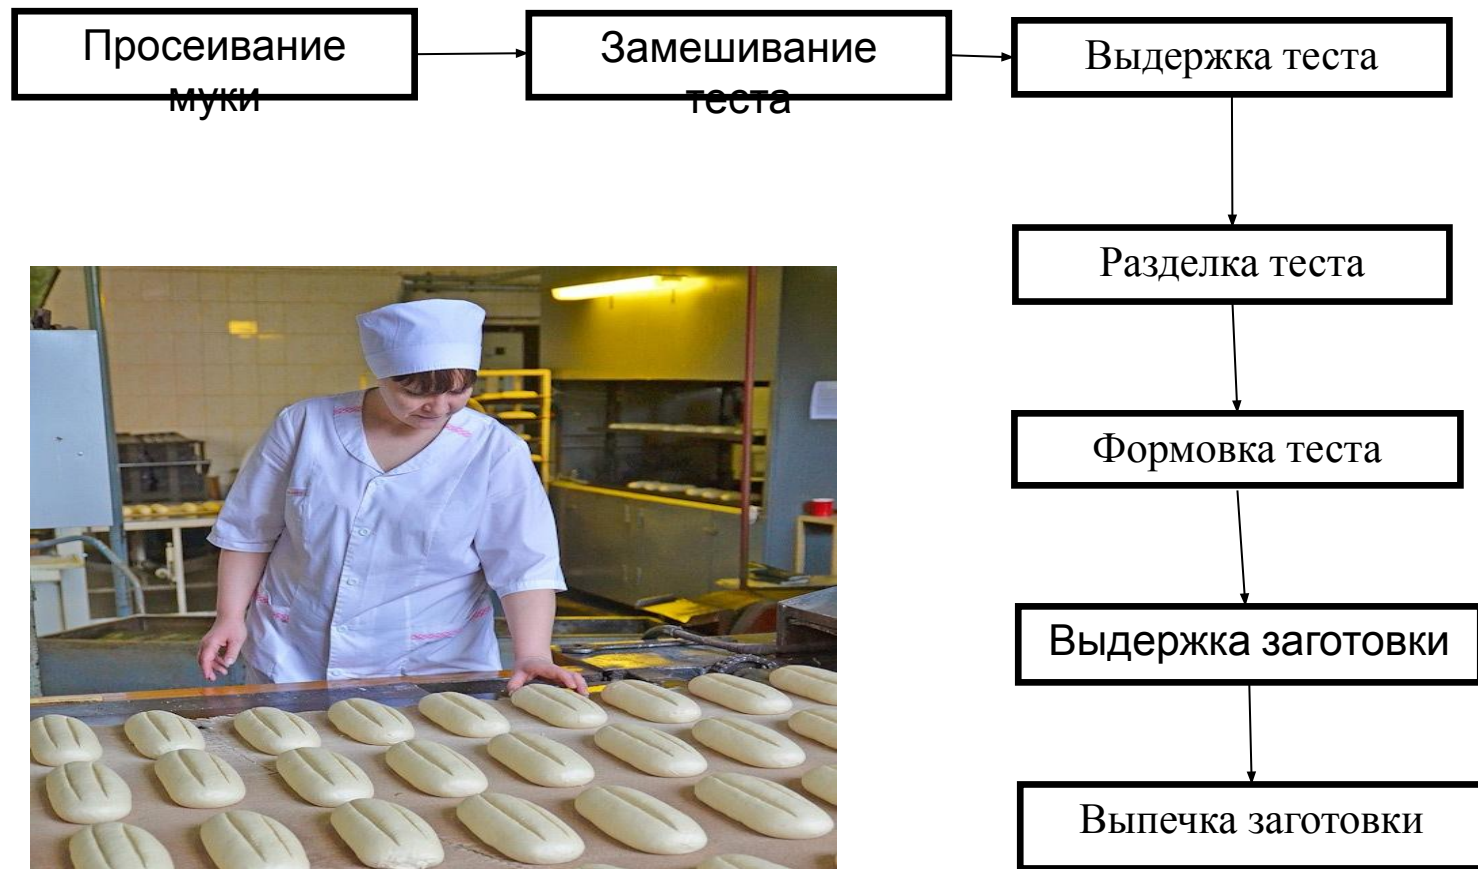 Просеивание
муки
Замешивание
теста
Выдержка теста
Разделка теста
Формовка теста
Выдержка заготовки
Выпечка заготовки